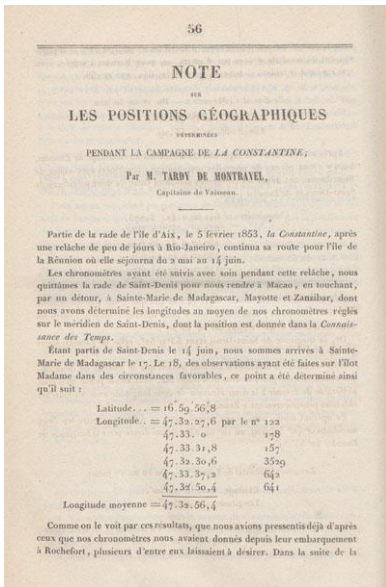 56
NOTE
SUR
LES POSITIONS GÉOGRAPHIQUES
DÉTERMINÉES
PENDANT LA CAMPAGNE DE LA CONSTANTINE;
Par M. TARDY DE MONTRAVEL,
Capitaine de Vaisseau.
Partie de la rade de l'île d'Aix, le 5 février 1853, la Constantine, après
une relâche de peu de jours à Rio-Janeiro, continua sa route pour l'île de
la Réunion où elle séjourna du 2 mai au 14 juin.
Les chronomètres ayant été suivis avec soin pendant cette relâche, nous
quittâmes la rade de Saint-Denis pour nous rendre à Macao, en touchant,
par un détour, à Sainte-Marie de Madagascar, Mayotte et Zanzibar, dont
nous avons déterminé les longitudes au moyen de nos chronomètres réglés
sur le méridien de Saint-Denis, dont la position est donnée dans la Connais-
sance des Temps.
Étant partis de Saint-Denis le 14 juin, nous sommes arrivés à Sainte-
Marie de Madagascar le 17. Le 18, des observations ayant été faites sur l'îlot
Madame dans des circonstances favorables, ce point a été déterminé ainsi
qu'il suit :
Latitude. . . = 16° 59' 56",8
Longitude. . = 47.32.27,6 par le n° 122
47.33. 0 178
47.33.31,8 157
47.32.30,6 3529
47.33.37,2 642
47.32.50,4 641
Longitude moyenne = 47.32.56,4
Comme on le voit par ces résultats, que nous avions pressentis déjà d'après
ceux que nos chronomètres nous avaient donnés depuis leur embarquement
à Rochefort, plusieurs d'entre eux laissaient à désirer. Dans la suite de la